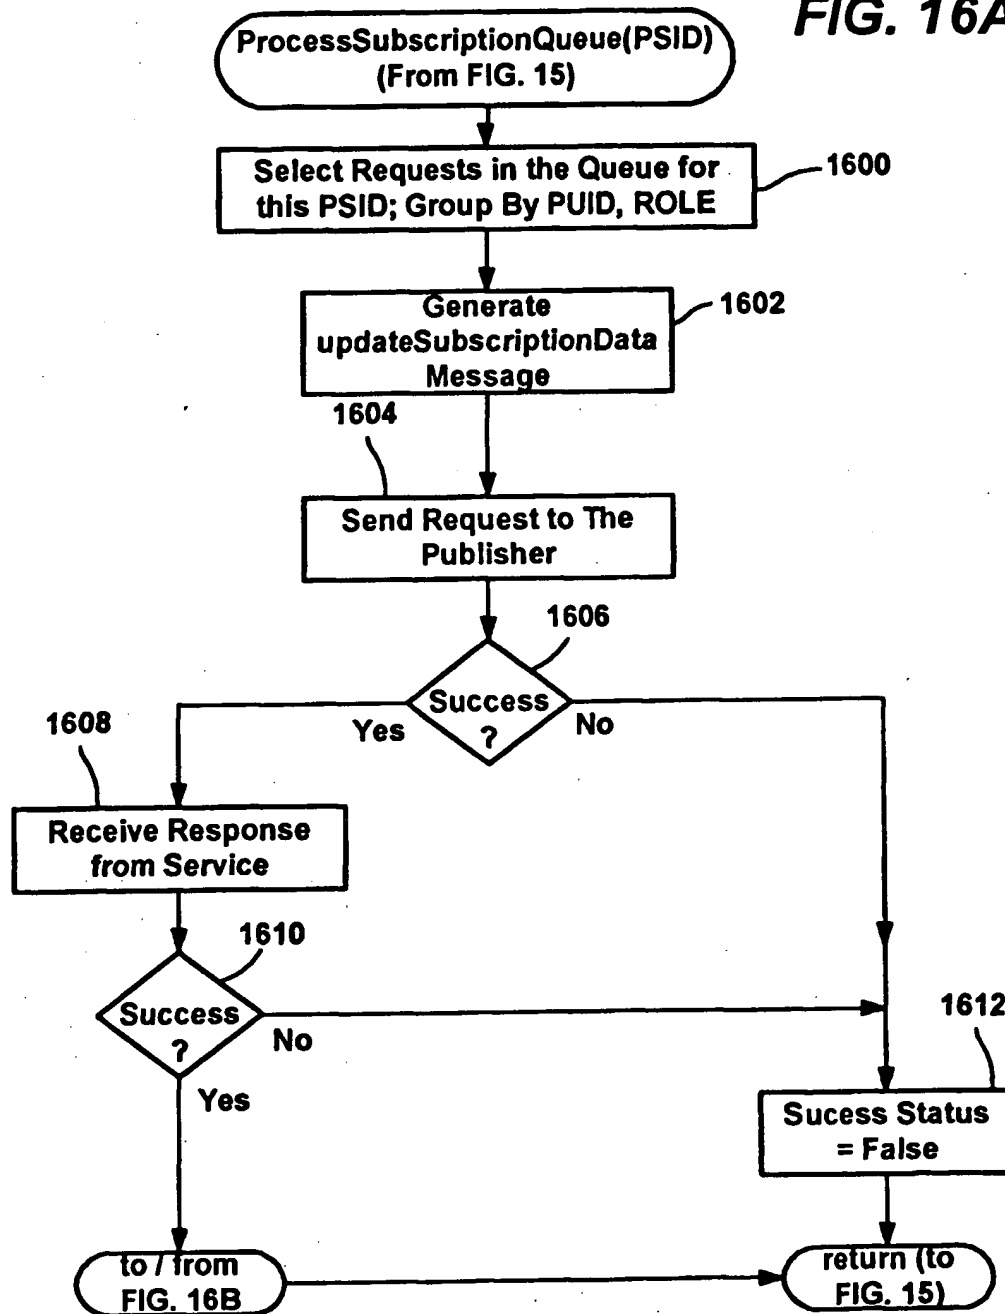 FIG. 16A
ProcessSubscriptionQueue(PSID)
(From FIG. 15)
Select Requests in the Queue for
this PSID; Group By PUID, ROLE
1600
Generate
updateSubscriptionData
Message
1602
1604
Send Request to The
Publisher
1606
Success
?
Yes
No
1608
Receive Response
from Service
1610
Success
?
No
Yes
1612
Sucess Status
= False
to / from
FIG. 16B
return (to
FIG. 15)